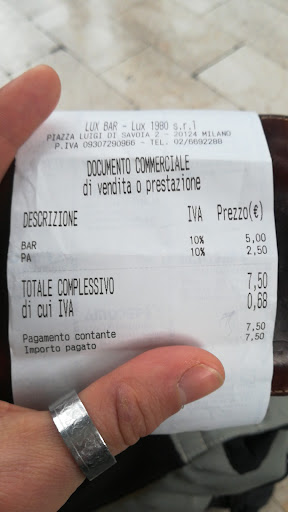 LUX BAR - Lux 1980 s.r.l
PIAZZA LUIGI DI SAVOIA 2 - 20124 MILANO
P.IVA 09307290966 - TEL. 02/6692288
DOCUMENTO COMMERCIALE
di vendita o prestazione
DESCRIZIONE IVA Prezzo(€)
BAR 10% 5,00
PA 10% 2,50
TOTALE COMPLESSIVO 7,50
di cui IVA 0,68
Pagamento contante 7,50
Importo pagato 7,50